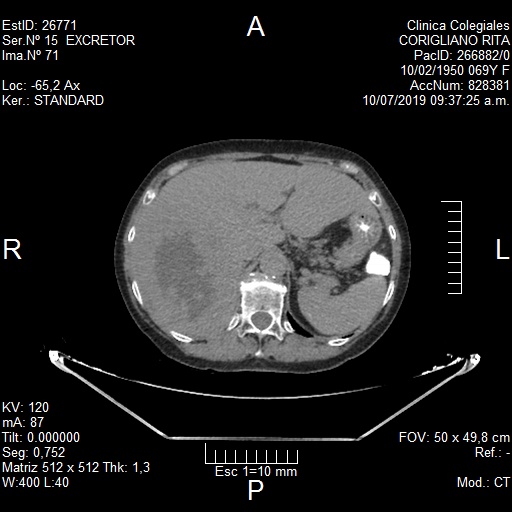 EstID: 26771
Ser.Nº 15 EXCRETOR
Ima.Nº 71
Loc: -65,2 Ax
Ker.: STANDARD
A
Clinica Colegiales
CORIGLIANO RITA
PacID: 266882/0
10/02/1950 069Y F
AccNum: 828381
10/07/2019 09:37:25 a.m.
R
L
KV: 120
mA: 87
Tilt: 0.000000
Seg: 0,752
Matriz 512 x 512 Thk: 1,3
W:400 L:40
Esc 1=10 mm
P
FOV: 50 x 49,8 cm
Ref.: -
Mod.: CT